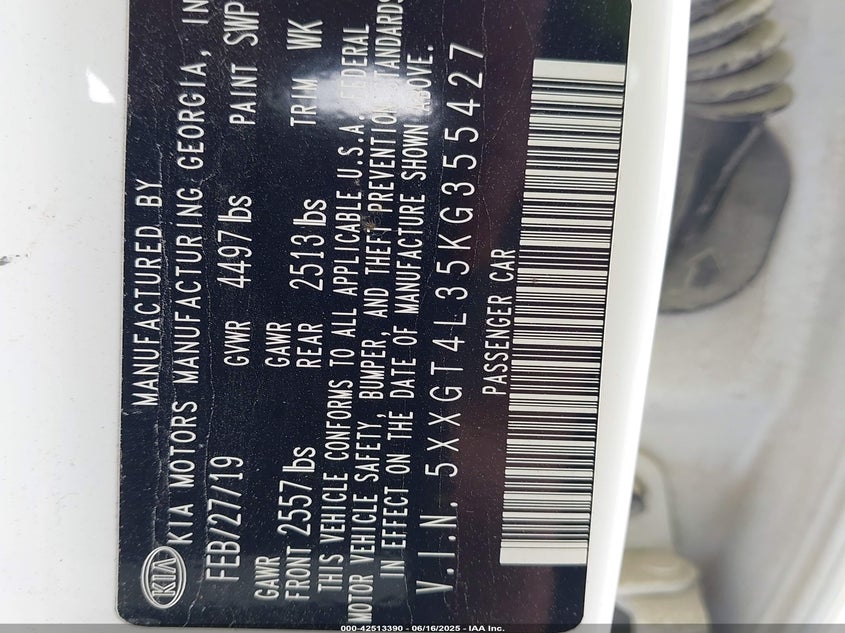 KIA
MANUFACTURED BY
KIA MOTORS MANUFACTURING GEORGIA, IN
FEB/27/19 GVWR 4497 lbs PAINT SWP
GAWR GAWR
FRONT 2557 lbs REAR 2513 lbs TRIM WK
THIS VEHICLE CONFORMS TO ALL APPLICABLE U.S.A. FEDERAL
MOTOR VEHICLE SAFETY, BUMPER, AND THEFT PREVENTION STANDARDS
IN EFFECT ON THE DATE OF MANUFACTURE SHOWN ABOVE.
V.I.N. 5XXGT4L35KG355427
PASSENGER CAR
000-42513390 - 06/16/2025 - IAA Inc.